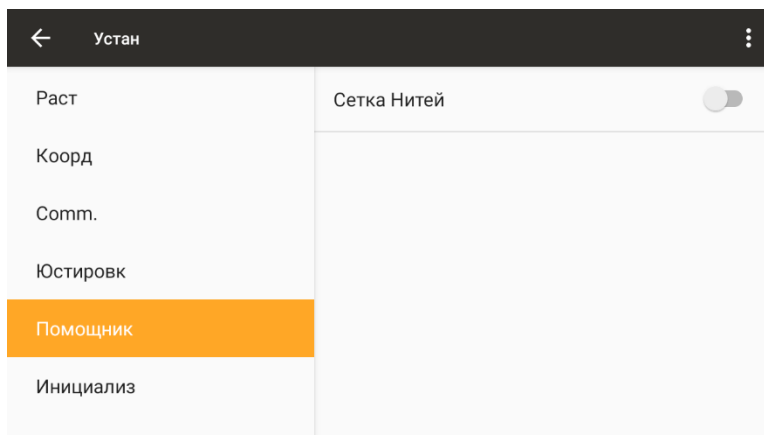 Устан
Раст
Сетка Нитей
Коорд
Comm.
Юстировк
Помощник
Инициализ